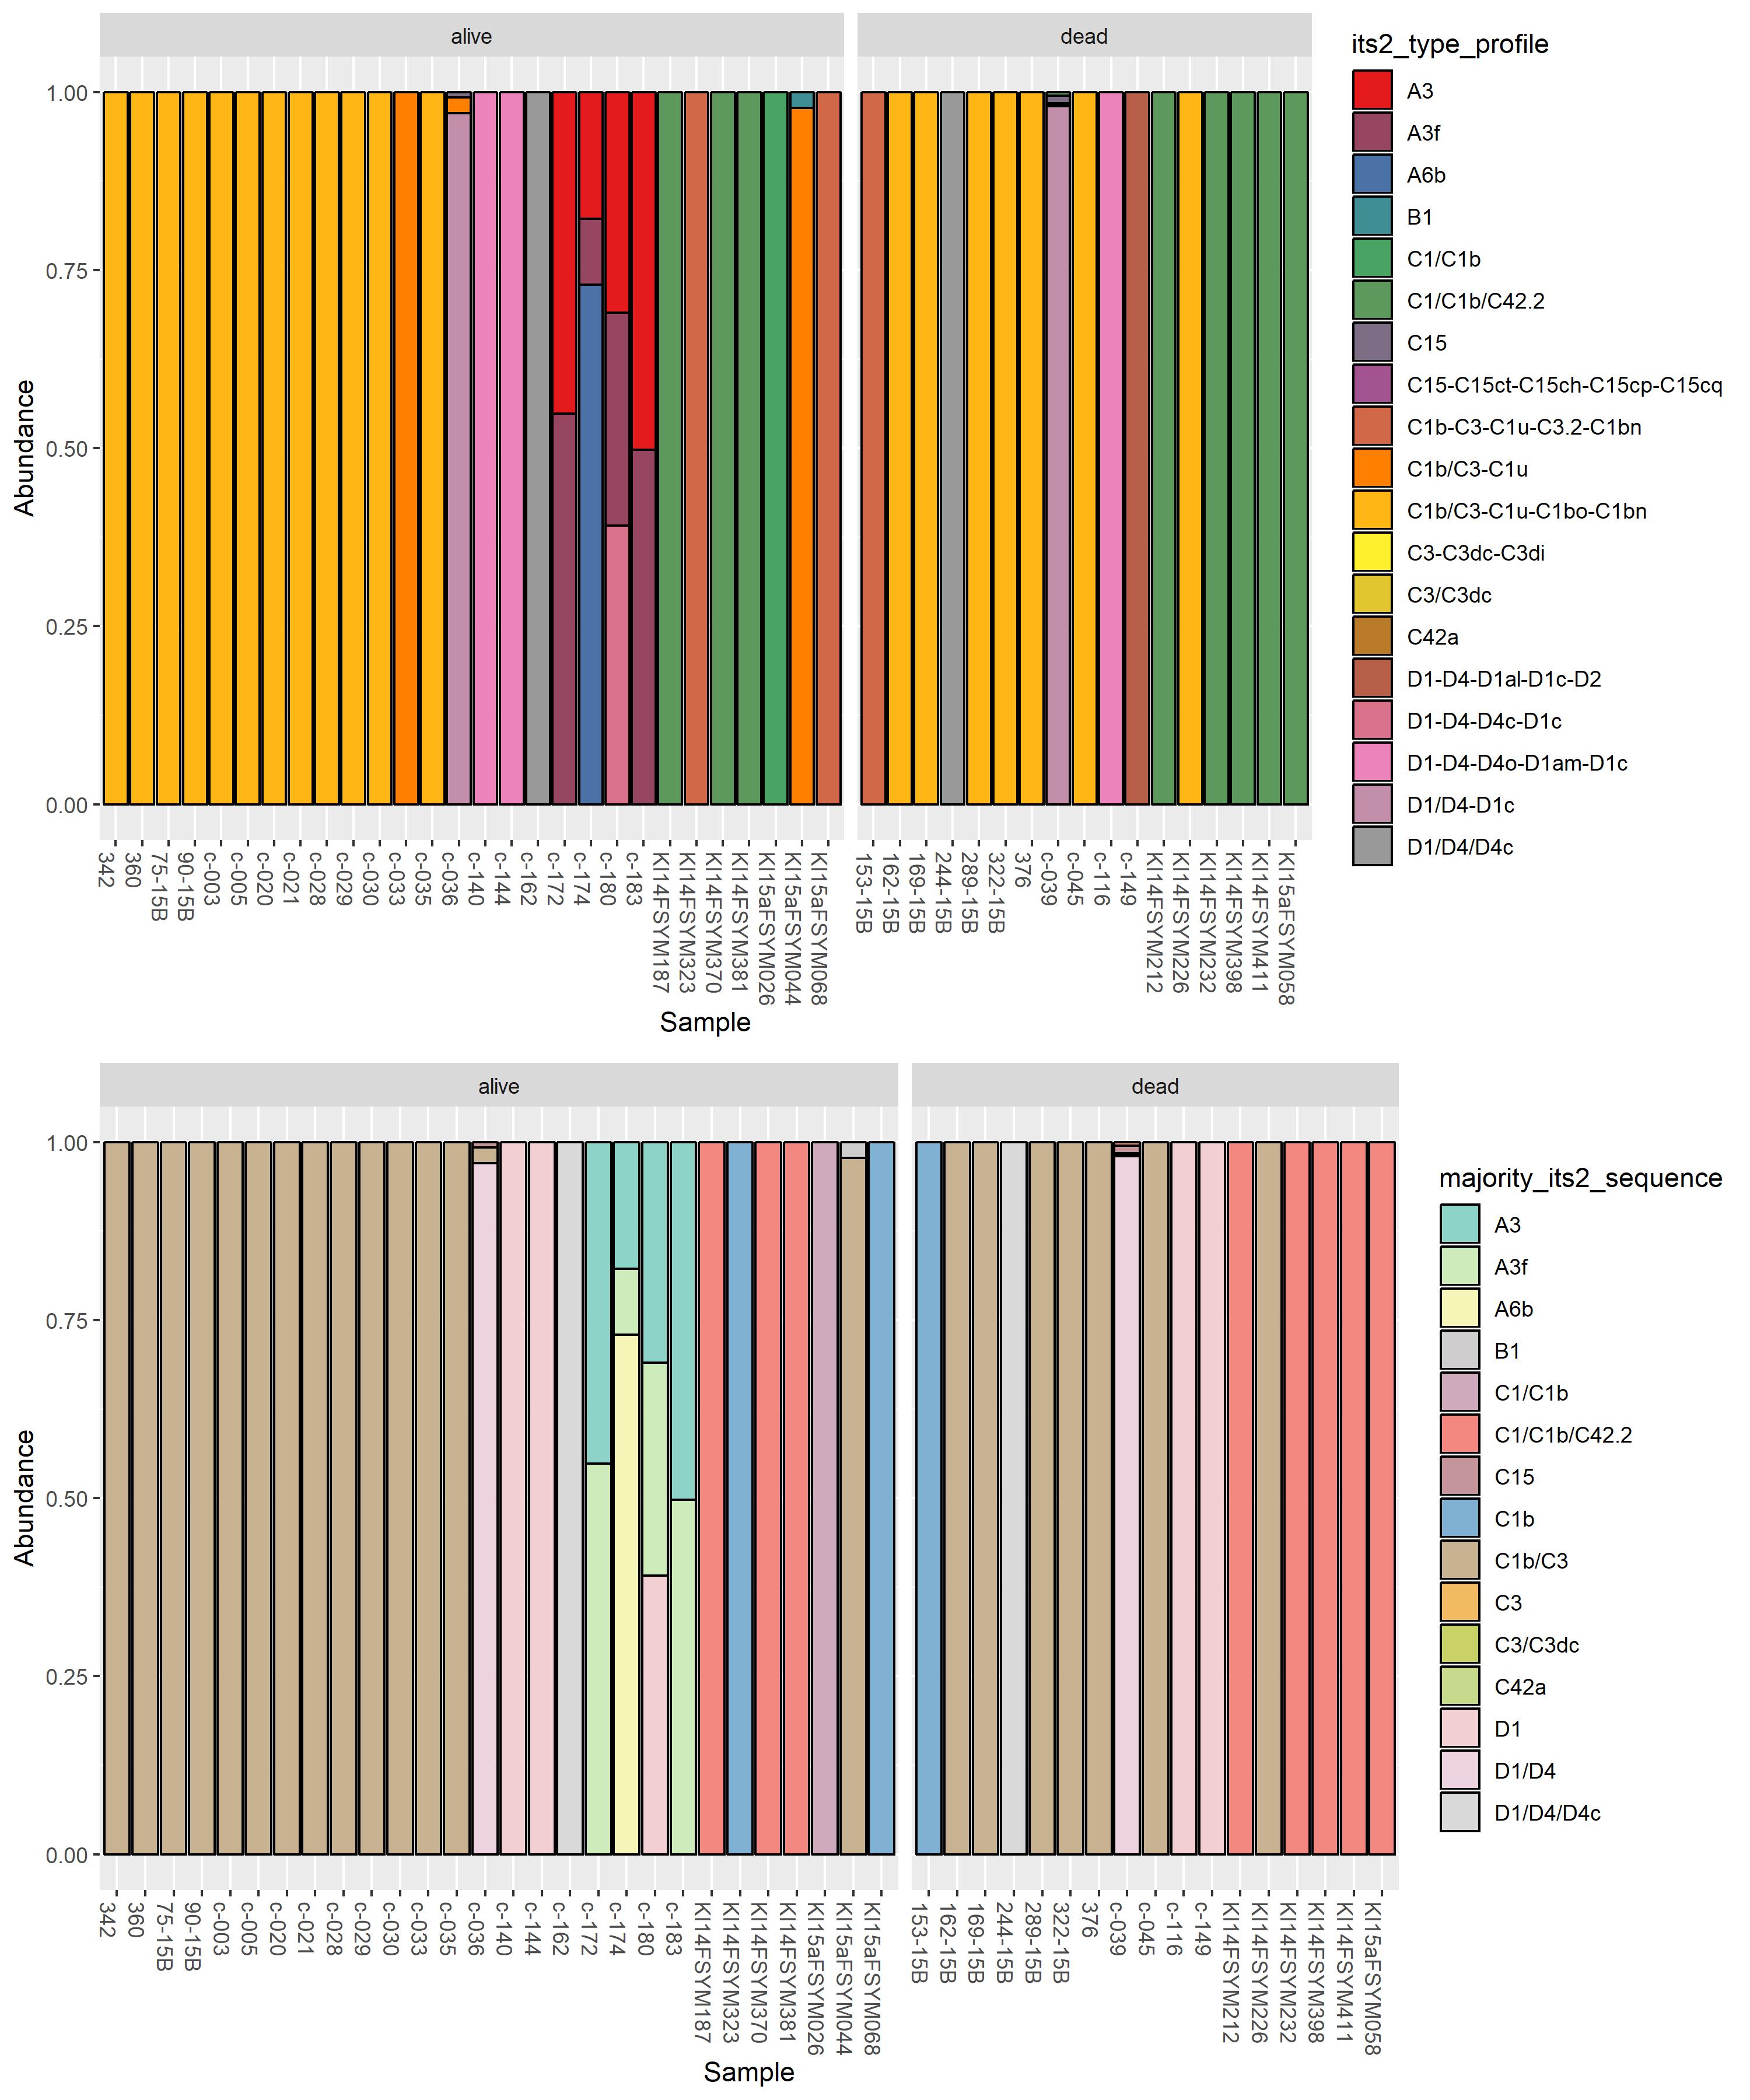 alive
dead
its2_type_profile
A3
A3f
A6b
B1
C1/C1b
C1/C1b/C42.2
C15
C15-C15ct-C15ch-C15cp-C15cq
C1b-C3-C1u-C3.2-C1bn
C1b/C3-C1u
C1b/C3-C1u-C1bo-C1bn
C3-C3dc-C3di
C3/C3dc
C42a
D1-D4-D1al-D1c-D2
D1-D4-D4c-D1c
D1-D4-D4o-D1am-D1c
D1/D4-D1c
D1/D4/D4c
Abundance
1.00
0.75
0.50
0.25
0.00
342
360
75-15B
90-15B
c-003
c-005
c-020
c-021
c-028
c-029
c-030
c-033
c-035
c-036
c-140
c-144
c-162
c-172
c-174
c-180
c-183
KI14FSYM187
KI14FSYM323
KI14FSYM370
KI14FSYM381
KI15aFSYM026
KI15aFSYM044
KI15aFSYM068
153-15B
162-15B
169-15B
244-15B
289-15B
322-15B
376
c-039
c-045
c-116
c-149
KI14FSYM212
KI14FSYM226
KI14FSYM232
KI14FSYM398
KI14FSYM411
KI15aFSYM058
Sample
alive
dead
majority_its2_sequence
A3
A3f
A6b
B1
C1/C1b
C1/C1b/C42.2
C15
C1b
C1b/C3
C3
C3/C3dc
C42a
D1
D1/D4
D1/D4/D4c
Abundance
1.00
0.75
0.50
0.25
0.00
342
360
75-15B
90-15B
c-003
c-005
c-020
c-021
c-028
c-029
c-030
c-033
c-035
c-036
c-140
c-144
c-162
c-172
c-174
c-180
c-183
KI14FSYM187
KI14FSYM323
KI14FSYM370
KI14FSYM381
KI15aFSYM026
KI15aFSYM044
KI15aFSYM068
153-15B
162-15B
169-15B
244-15B
289-15B
322-15B
376
c-039
c-045
c-116
c-149
KI14FSYM212
KI14FSYM226
KI14FSYM232
KI14FSYM398
KI14FSYM411
KI15aFSYM058
Sample